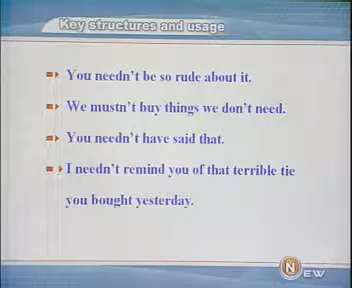 Key structures and usage
You needn't be so rude about it.
We mustn't buy things we don't need.
You needn't have said that.
I needn't remind you of that terrible tie
you bought yesterday.
NEW